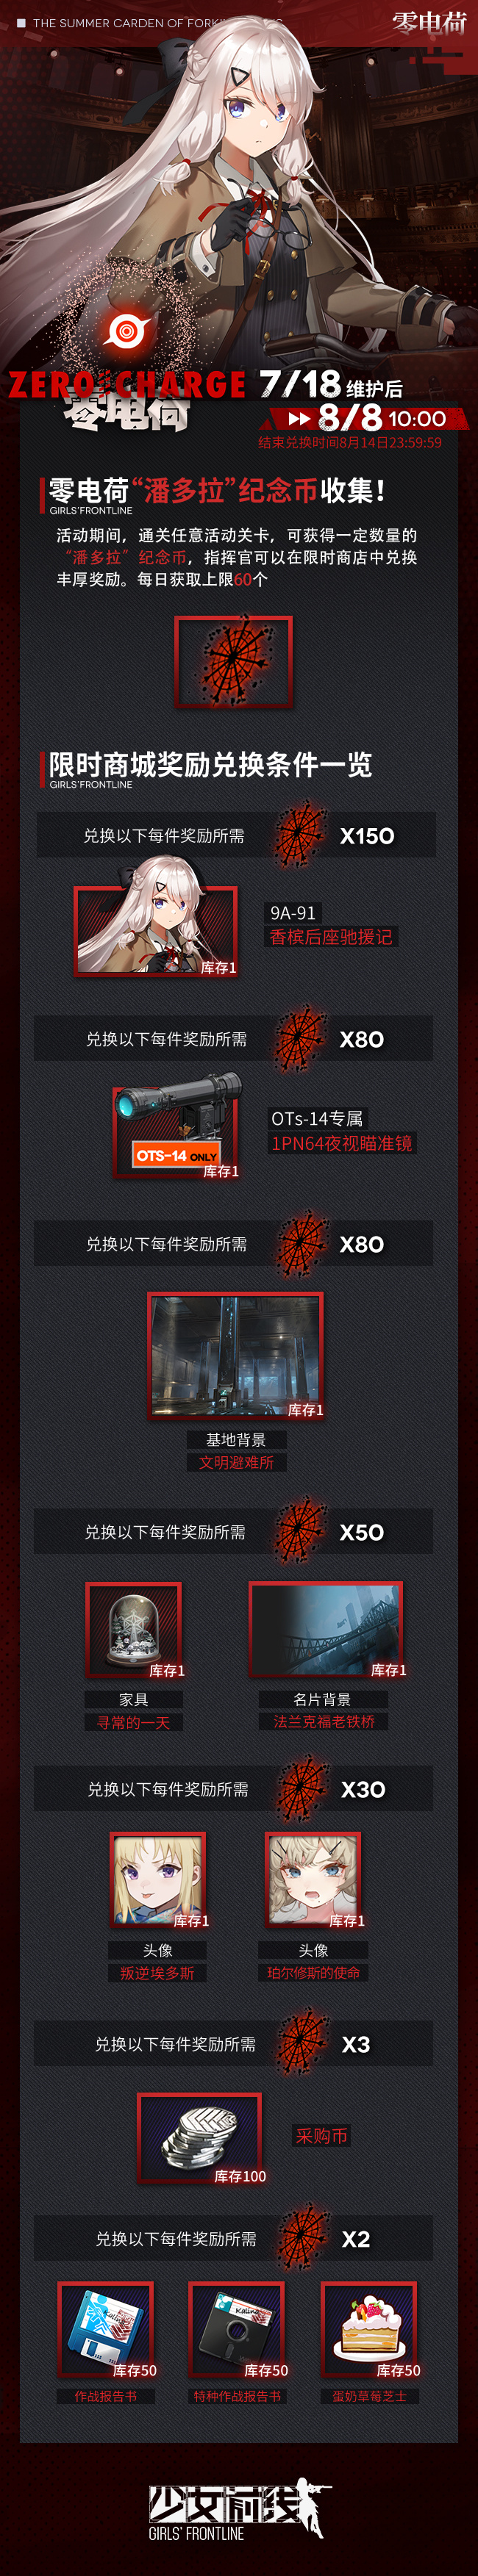 THE SUMMER GARDEN OF FORKING PATHS
零电荷
ZERO CHARGE
零电荷
7/18 维护后
8/8 10:00
结束兑换时间8月14日23:59:59
零电荷“潘多拉”纪念币收集!
GIRLS'FRONTLINE
活动期间，通关任意活动关卡，可获得一定数量的
“潘多拉”纪念币，指挥官可以在限时商店中兑换
丰厚奖励。每日获取上限60个
限时商城奖励兑换条件一览
GIRLS'FRONTLINE
兑换以下每件奖励所需 X150
库存1
9A-91
香槟后座驰援记
兑换以下每件奖励所需 X80
OTS-14 ONLY
库存1
OTs-14专属
1PN64夜视瞄准镜
兑换以下每件奖励所需 X80
库存1
基地背景
文明避难所
兑换以下每件奖励所需 X50
库存1 库存1
家具 名片背景
寻常的一天 法兰克福老铁桥
兑换以下每件奖励所需 X30
库存1 库存1
头像 头像
叛逆埃多斯 珀尔修斯的使命
兑换以下每件奖励所需 X3
库存100
采购币
兑换以下每件奖励所需 X2
Kalina Kalina
库存50 库存50 库存50
作战报告书 特种作战报告书 蛋奶草莓芝士
少女前线
GIRLS' FRONTLINE